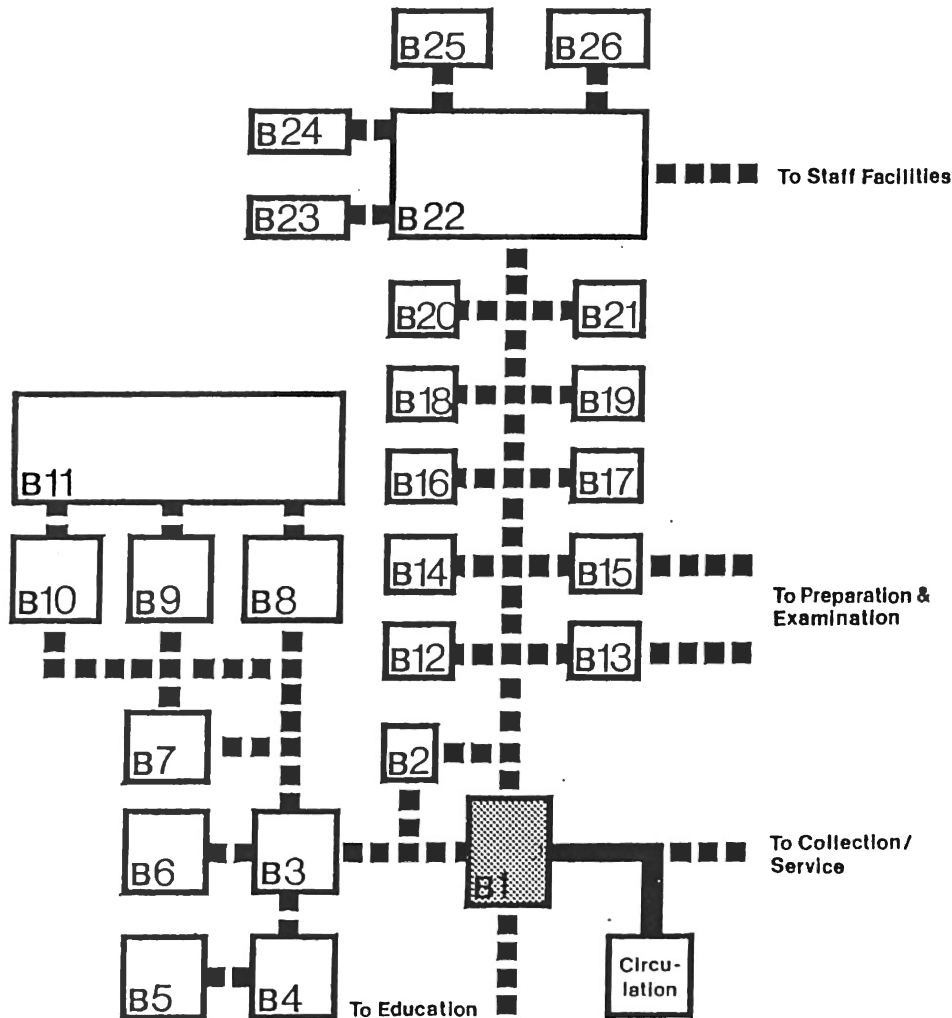 B25
B26
B24
To Staff Facilities
B23
B22
B20
B21
B18
B19
B11
B16
B17
B10
B9
B8
B14
B15
To Preparation &
Examination
B12
B13
B7
B2
B6
B3
B1
To Collection/
Service
B5
B4
To Education
Circu-
lation